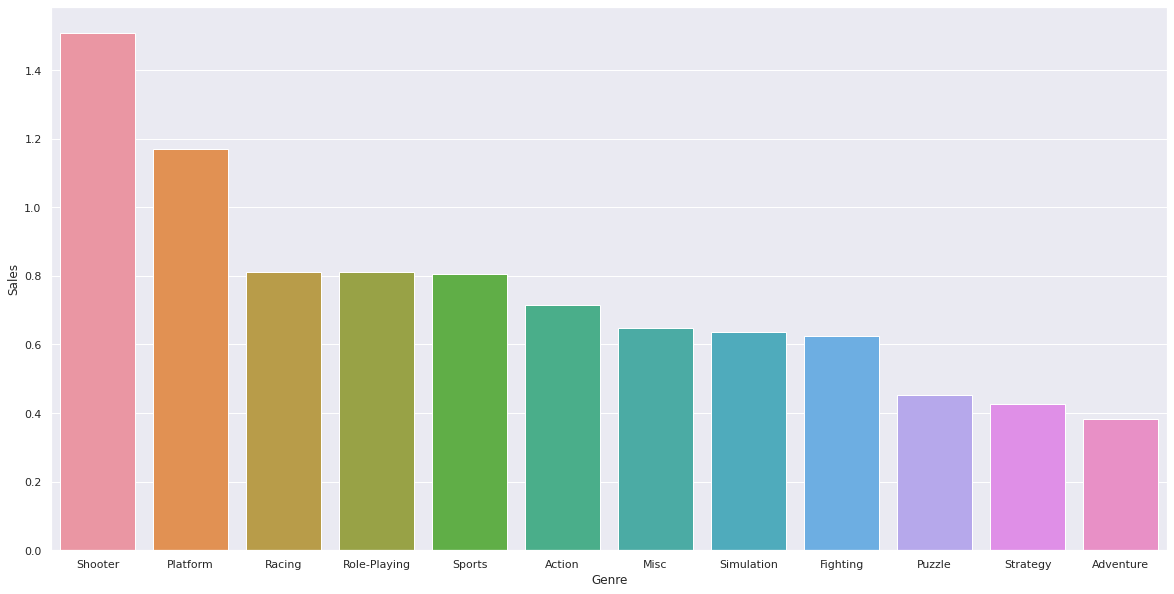 1.4
1.2
1.0
0.8
0.6
0.4
0.2
0.0
Sales
Shooter Platform Racing Role-Playing Sports Action Misc Simulation Fighting Puzzle Strategy Adventure
Genre